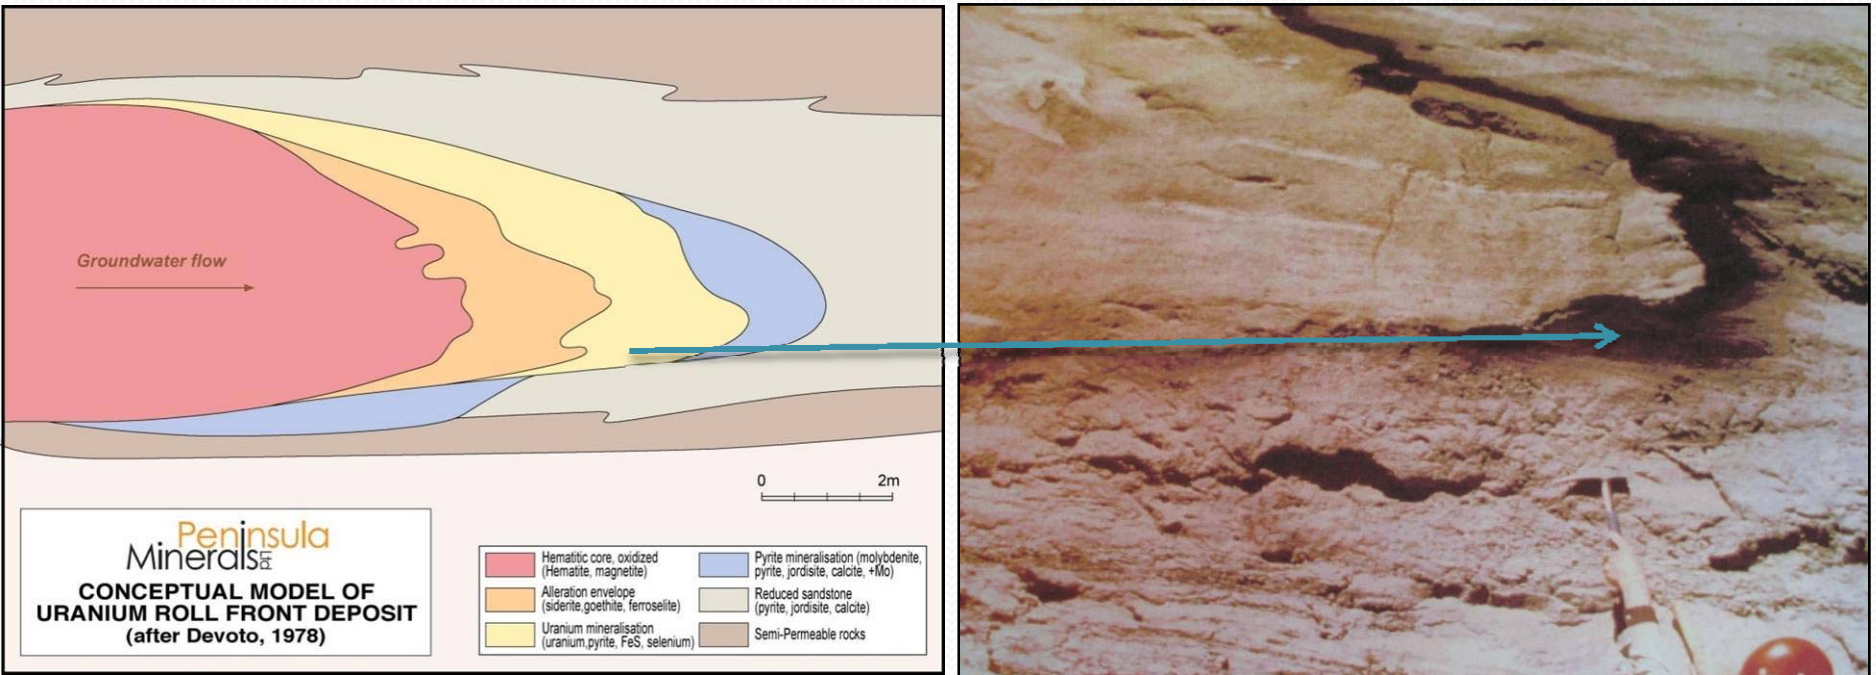 Groundwater flow
0 2m
Peninsula
Minerals Ltd
CONCEPTUAL MODEL OF
URANIUM ROLL FRONT DEPOSIT
(after Devoto, 1978)
Hematitic core, oxidized
(Hematite, magnetite)
Alleration envelope
(siderite,goethite, ferroselite)
Uranium mineralisation
(uranium,pyrite, FeS, selenium)
Pyrite mineralisation (molybdenite,
pyrite, jordisite, calcite, +Mo)
Reduced sandstone
(pyrite, jordisite, calcite)
Semi-Permeable rocks